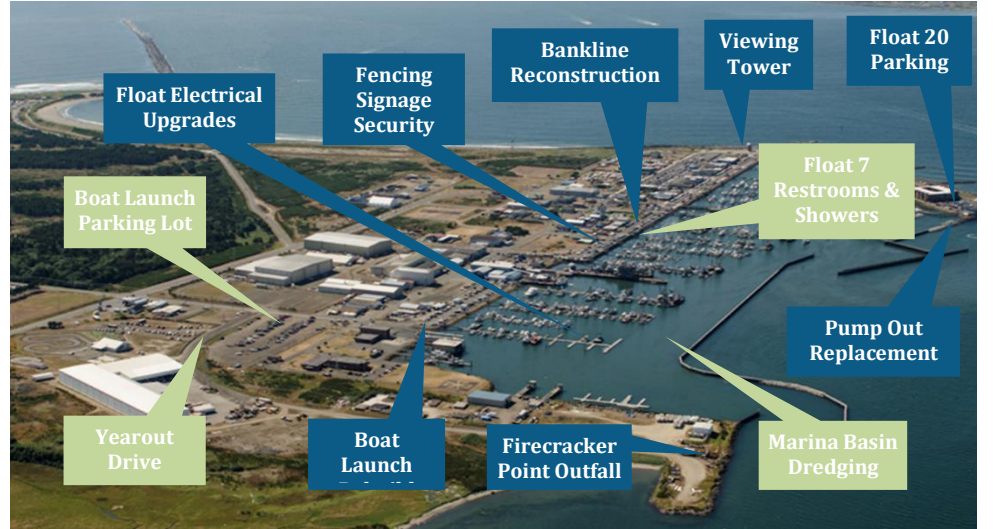 Bankline
Reconstruction
Viewing
Tower
Float 20
Parking
Fencing
Signage
Security
Float Electrical
Upgrades
Float 7
Restrooms &
Showers
Boat Launch
Parking Lot
Pump Out
Replacement
Yearout
Drive
Boat
Launch
Firecracker
Point Outfall
Marina Basin
Dredging